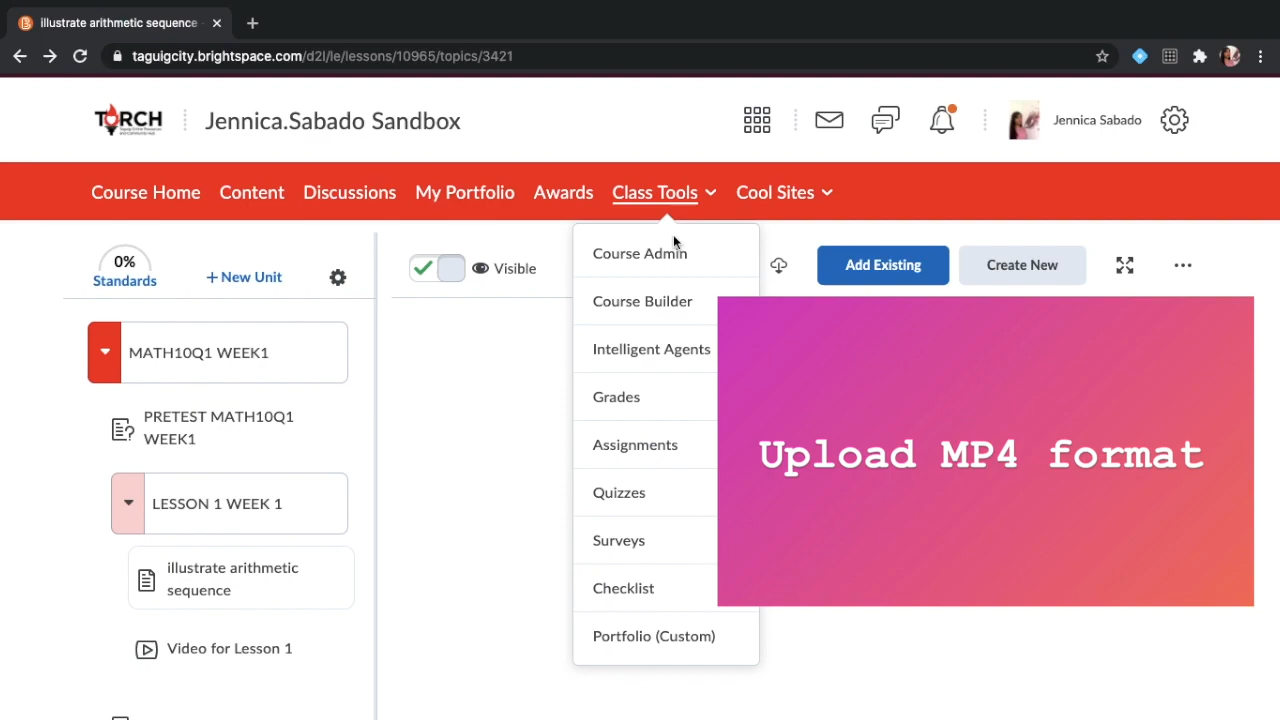 illustrate arithmetic sequence
taguigcity.brightspace.com/d2l/le/lessons/10965/topics/3421
TORCH
Jennica.Sabado Sandbox
Jennica Sabado
Course Home Content Discussions My Portfolio Awards Class Tools Cool Sites
0%
Standards
+ New Unit
Visible
Add Existing
Create New
MATH10Q1 WEEK1
PRETEST MATH10Q1
WEEK1
LESSON 1 WEEK 1
illustrate arithmetic
sequence
Video for Lesson 1
Course Admin
Course Builder
Intelligent Agents
Grades
Assignments
Quizzes
Surveys
Checklist
Portfolio (Custom)
Upload MP4 format